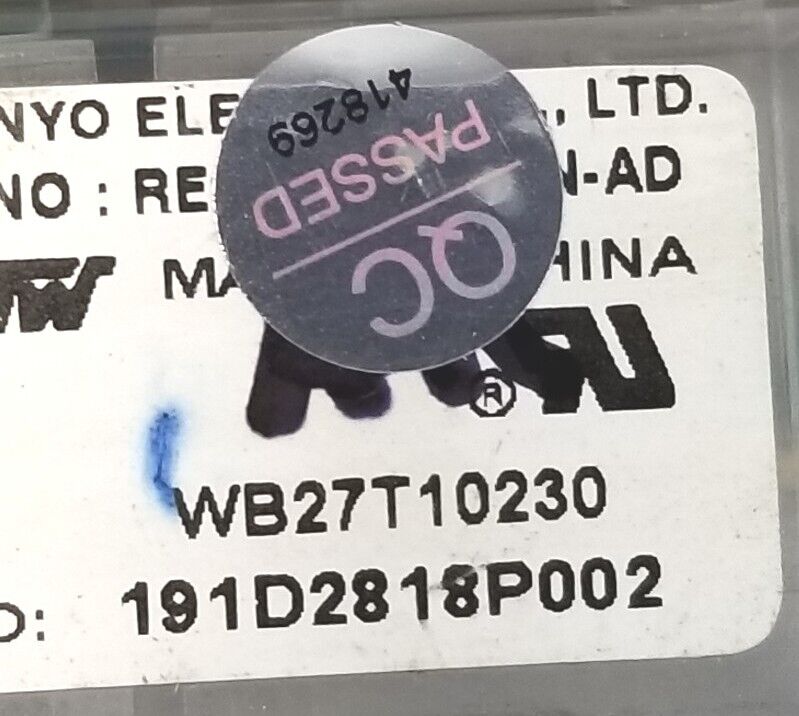 NYO ELE ., LTD.
NO : RE N-AD
MA HINA
®
WB27T10230
O: 191D2818P002
418269
PASSED
QC